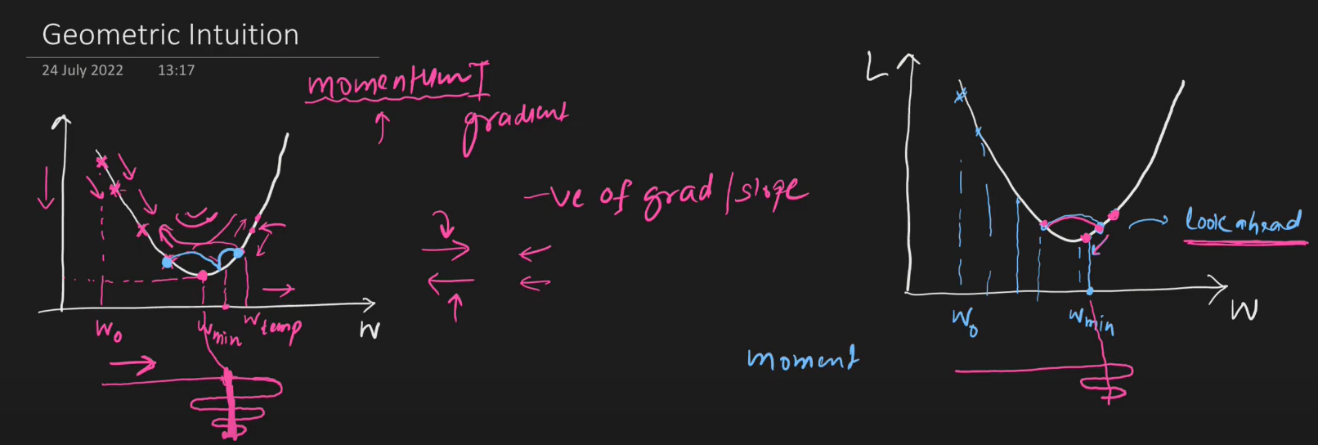 Geometric Intuition
24 July 2022 13:17
momentum
gradient
-ve of grad/slope
W0
Wmin
Wtemp
W
moment
L
look ahead
W0
Wmin
W